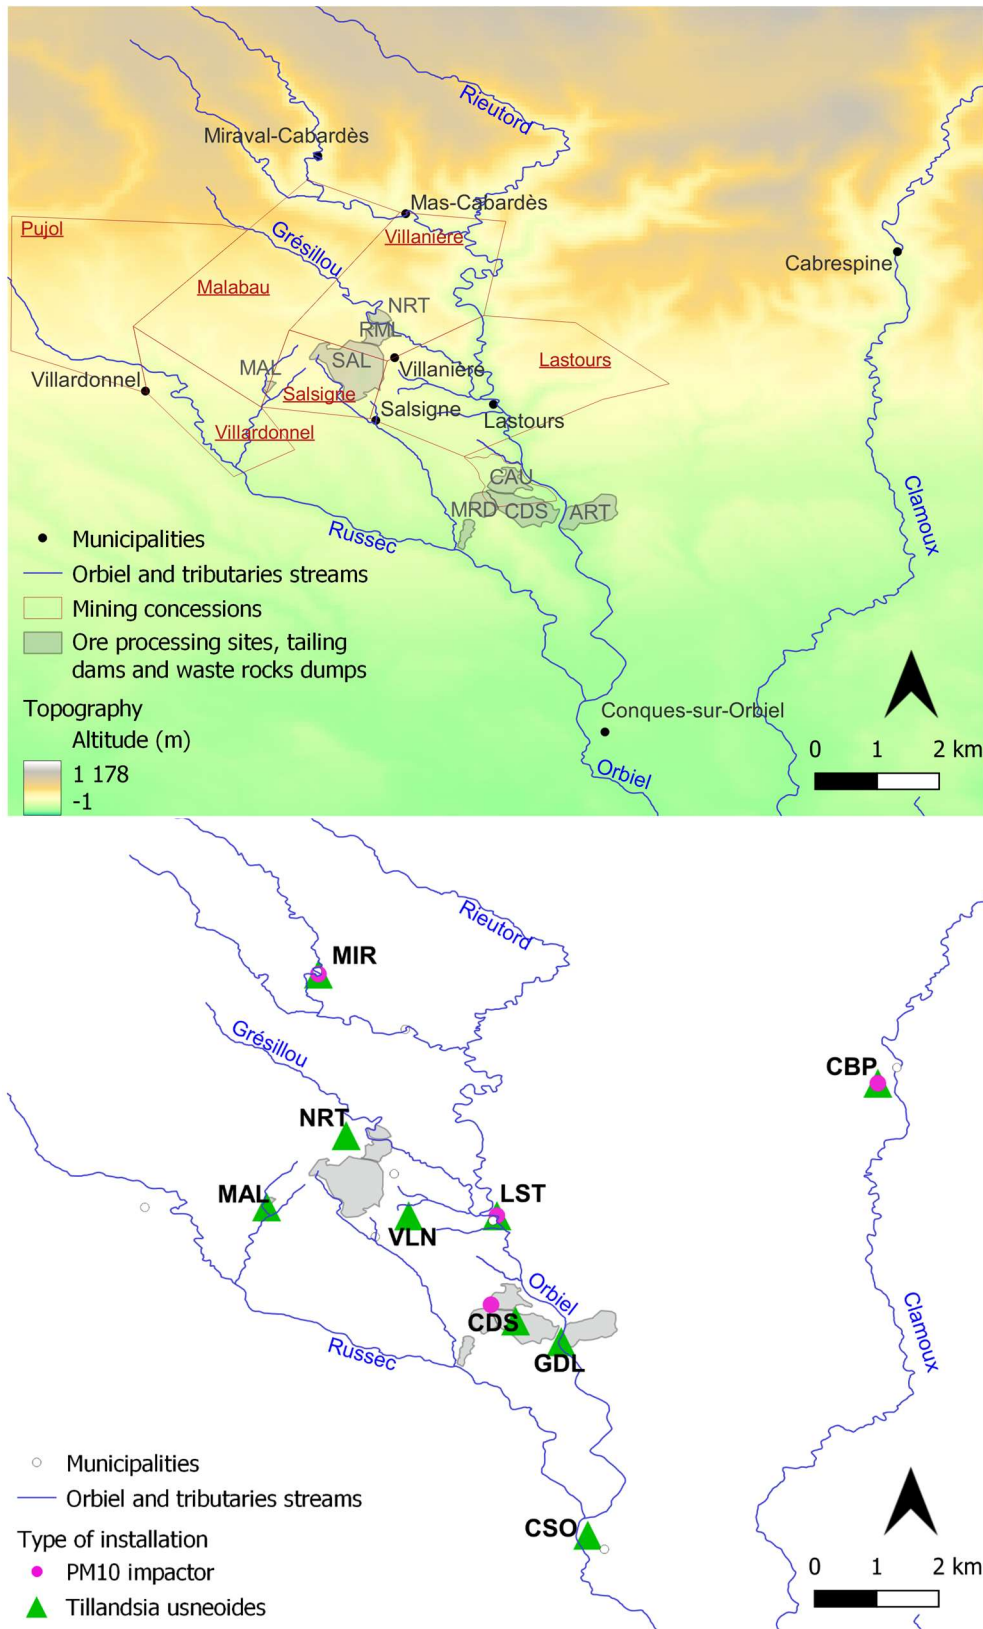 Rieutord
Miraval-Cabardès
Mas-Cabardès
Pujol
Villanière
Grésillou
Cabrespine
Malabau
NRT
RML
Lastours
MAL
SAL
Villanière
Villardonnel
Salsigne
Salsigne
Lastours
Villardonnel
CAU
Clamoux
MRD
CDS
ART
Russec
Municipalities
Orbiel and tributaries streams
Mining concessions
Ore processing sites, tailing
dams and waste rocks dumps
Topography
Altitude (m)
1 178
-1
Conques-sur-Orbiel
Orbiel
0 1 2 km
Rieutord
MIR
Grésillou
CBP
NRT
MAL
LST
VLN
Orbiel
CDS
Clamoux
Russec
GDL
Municipalities
Orbiel and tributaries streams
CSO
Type of installation
PM10 impactor
Tillandsia usneoides
0 1 2 km